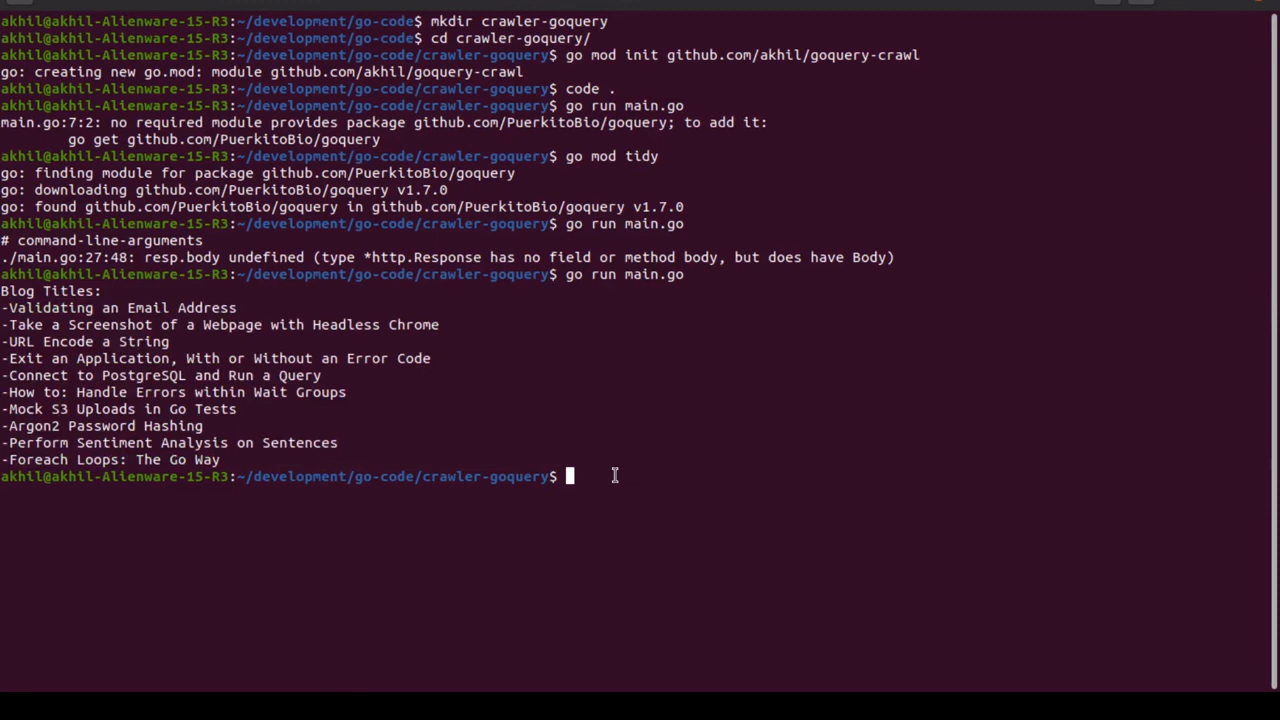 akhil@akhil-Alienware-15-R3:~/development/go-code$ mkdir crawler-goquery
akhil@akhil-Alienware-15-R3:~/development/go-code$ cd crawler-goquery/
akhil@akhil-Alienware-15-R3:~/development/go-code/crawler-goquery$ go mod init github.com/akhil/goquery-crawl
go: creating new go.mod: module github.com/akhil/goquery-crawl
akhil@akhil-Alienware-15-R3:~/development/go-code/crawler-goquery$ code .
akhil@akhil-Alienware-15-R3:~/development/go-code/crawler-goquery$ go run main.go
main.go:7:2: no required module provides package github.com/PuerkitoBio/goquery; to add it:
        go get github.com/PuerkitoBio/goquery
akhil@akhil-Alienware-15-R3:~/development/go-code/crawler-goquery$ go mod tidy
go: finding module for package github.com/PuerkitoBio/goquery
go: downloading github.com/PuerkitoBio/goquery v1.7.0
go: found github.com/PuerkitoBio/goquery in github.com/PuerkitoBio/goquery v1.7.0
akhil@akhil-Alienware-15-R3:~/development/go-code/crawler-goquery$ go run main.go
# command-line-arguments
./main.go:27:48: resp.body undefined (type *http.Response has no field or method body, but does have Body)
akhil@akhil-Alienware-15-R3:~/development/go-code/crawler-goquery$ go run main.go
Blog Titles:
-Validating an Email Address
-Take a Screenshot of a Webpage with Headless Chrome
-URL Encode a String
-Exit an Application, With or Without an Error Code
-Connect to PostgreSQL and Run a Query
-How to: Handle Errors within Wait Groups
-Mock S3 Uploads in Go Tests
-Argon2 Password Hashing
-Perform Sentiment Analysis on Sentences
-Foreach Loops: The Go Way
akhil@akhil-Alienware-15-R3:~/development/go-code/crawler-goquery$